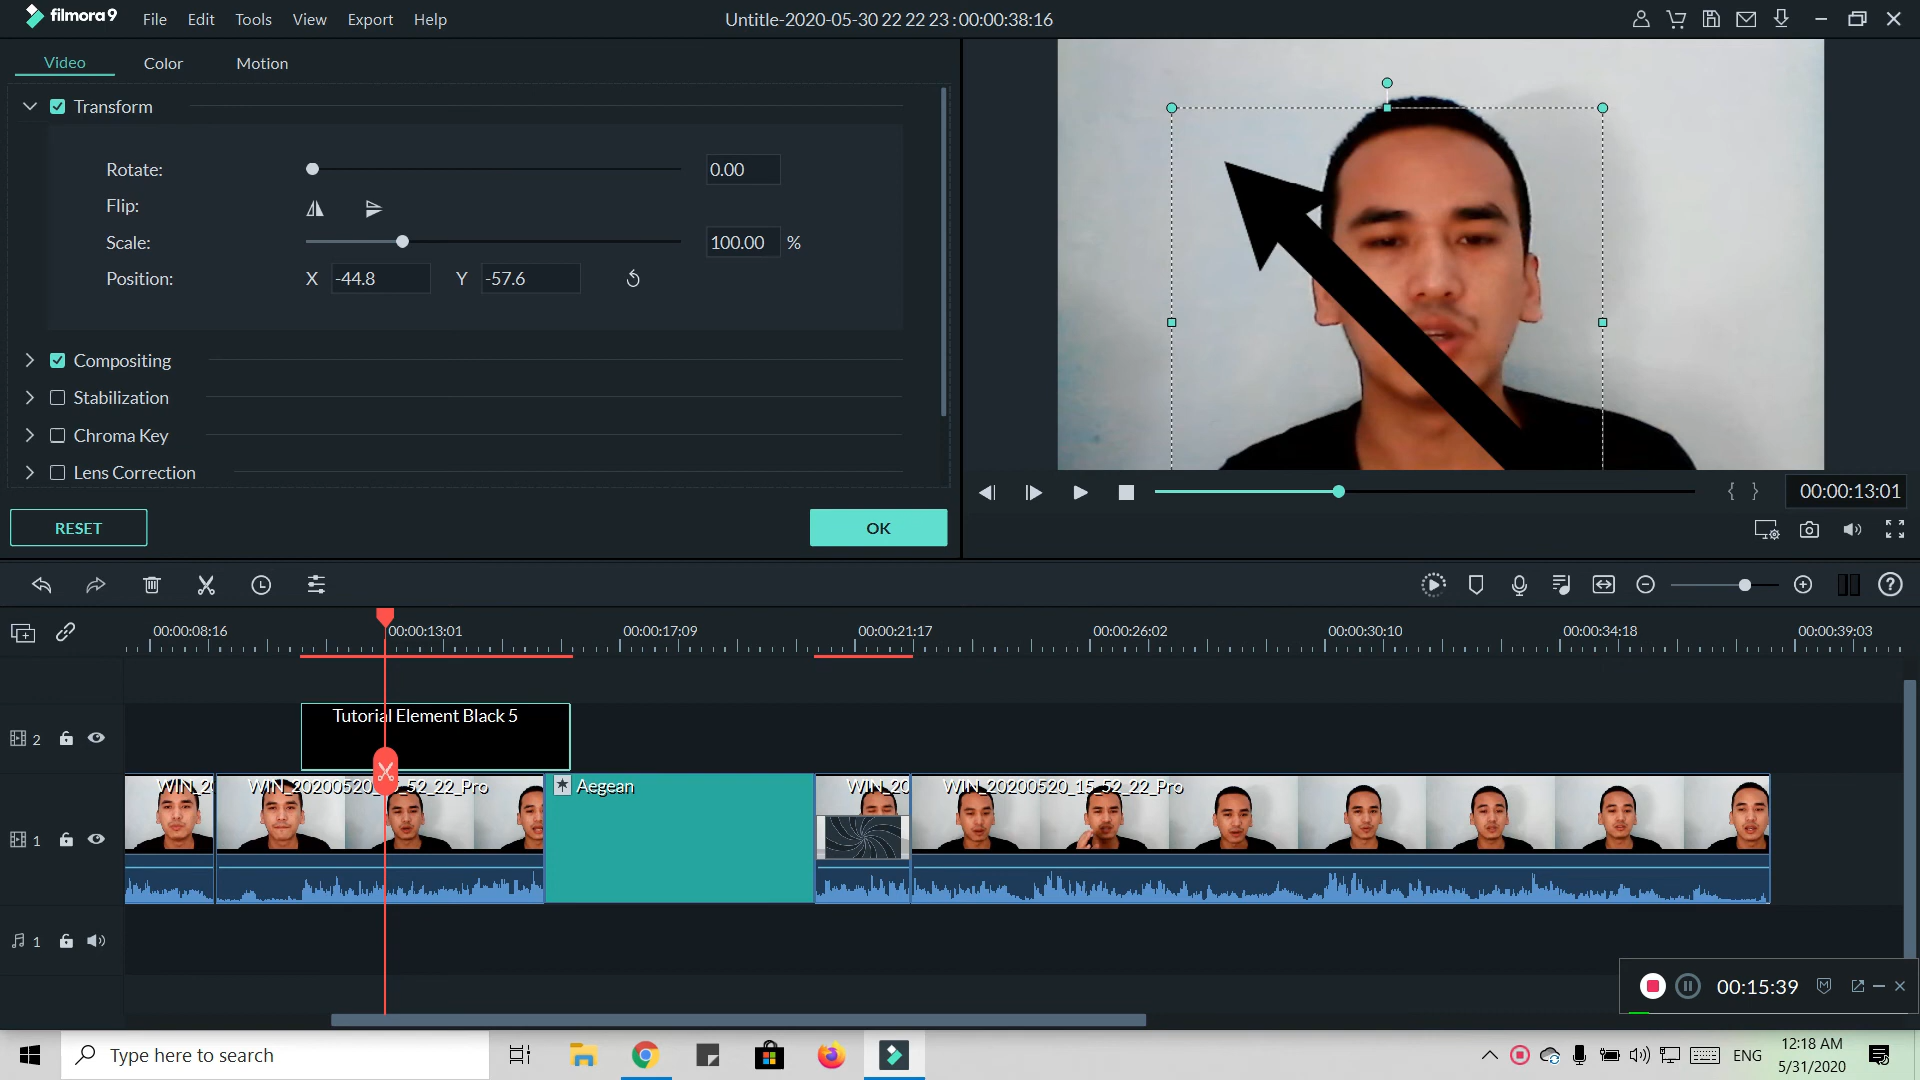 filmora9 File Edit Tools View Export Help Untitle-2020-05-30 22 22 23 : 00:00:38:16
Video Color Motion
Transform
Rotate: 0.00
Flip:
Scale: 100.00 %
Position: X -44.8 Y -57.6
Compositing
Stabilization
Chroma Key
Lens Correction
RESET OK
{ } 00:00:13:01
00:00:08:16 00:00:13:01 00:00:17:09 00:00:21:17 00:00:26:02 00:00:30:10 00:00:34:18 00:00:39:03
2 Tutorial Element Black 5
WIN_20 WIN_20200520_15_52_22_Pro Aegean WIN_20 WIN_20200520_15_52_22_Pro
1
1
00:15:39
Type here to search ENG 12:18 AM
5/31/2020